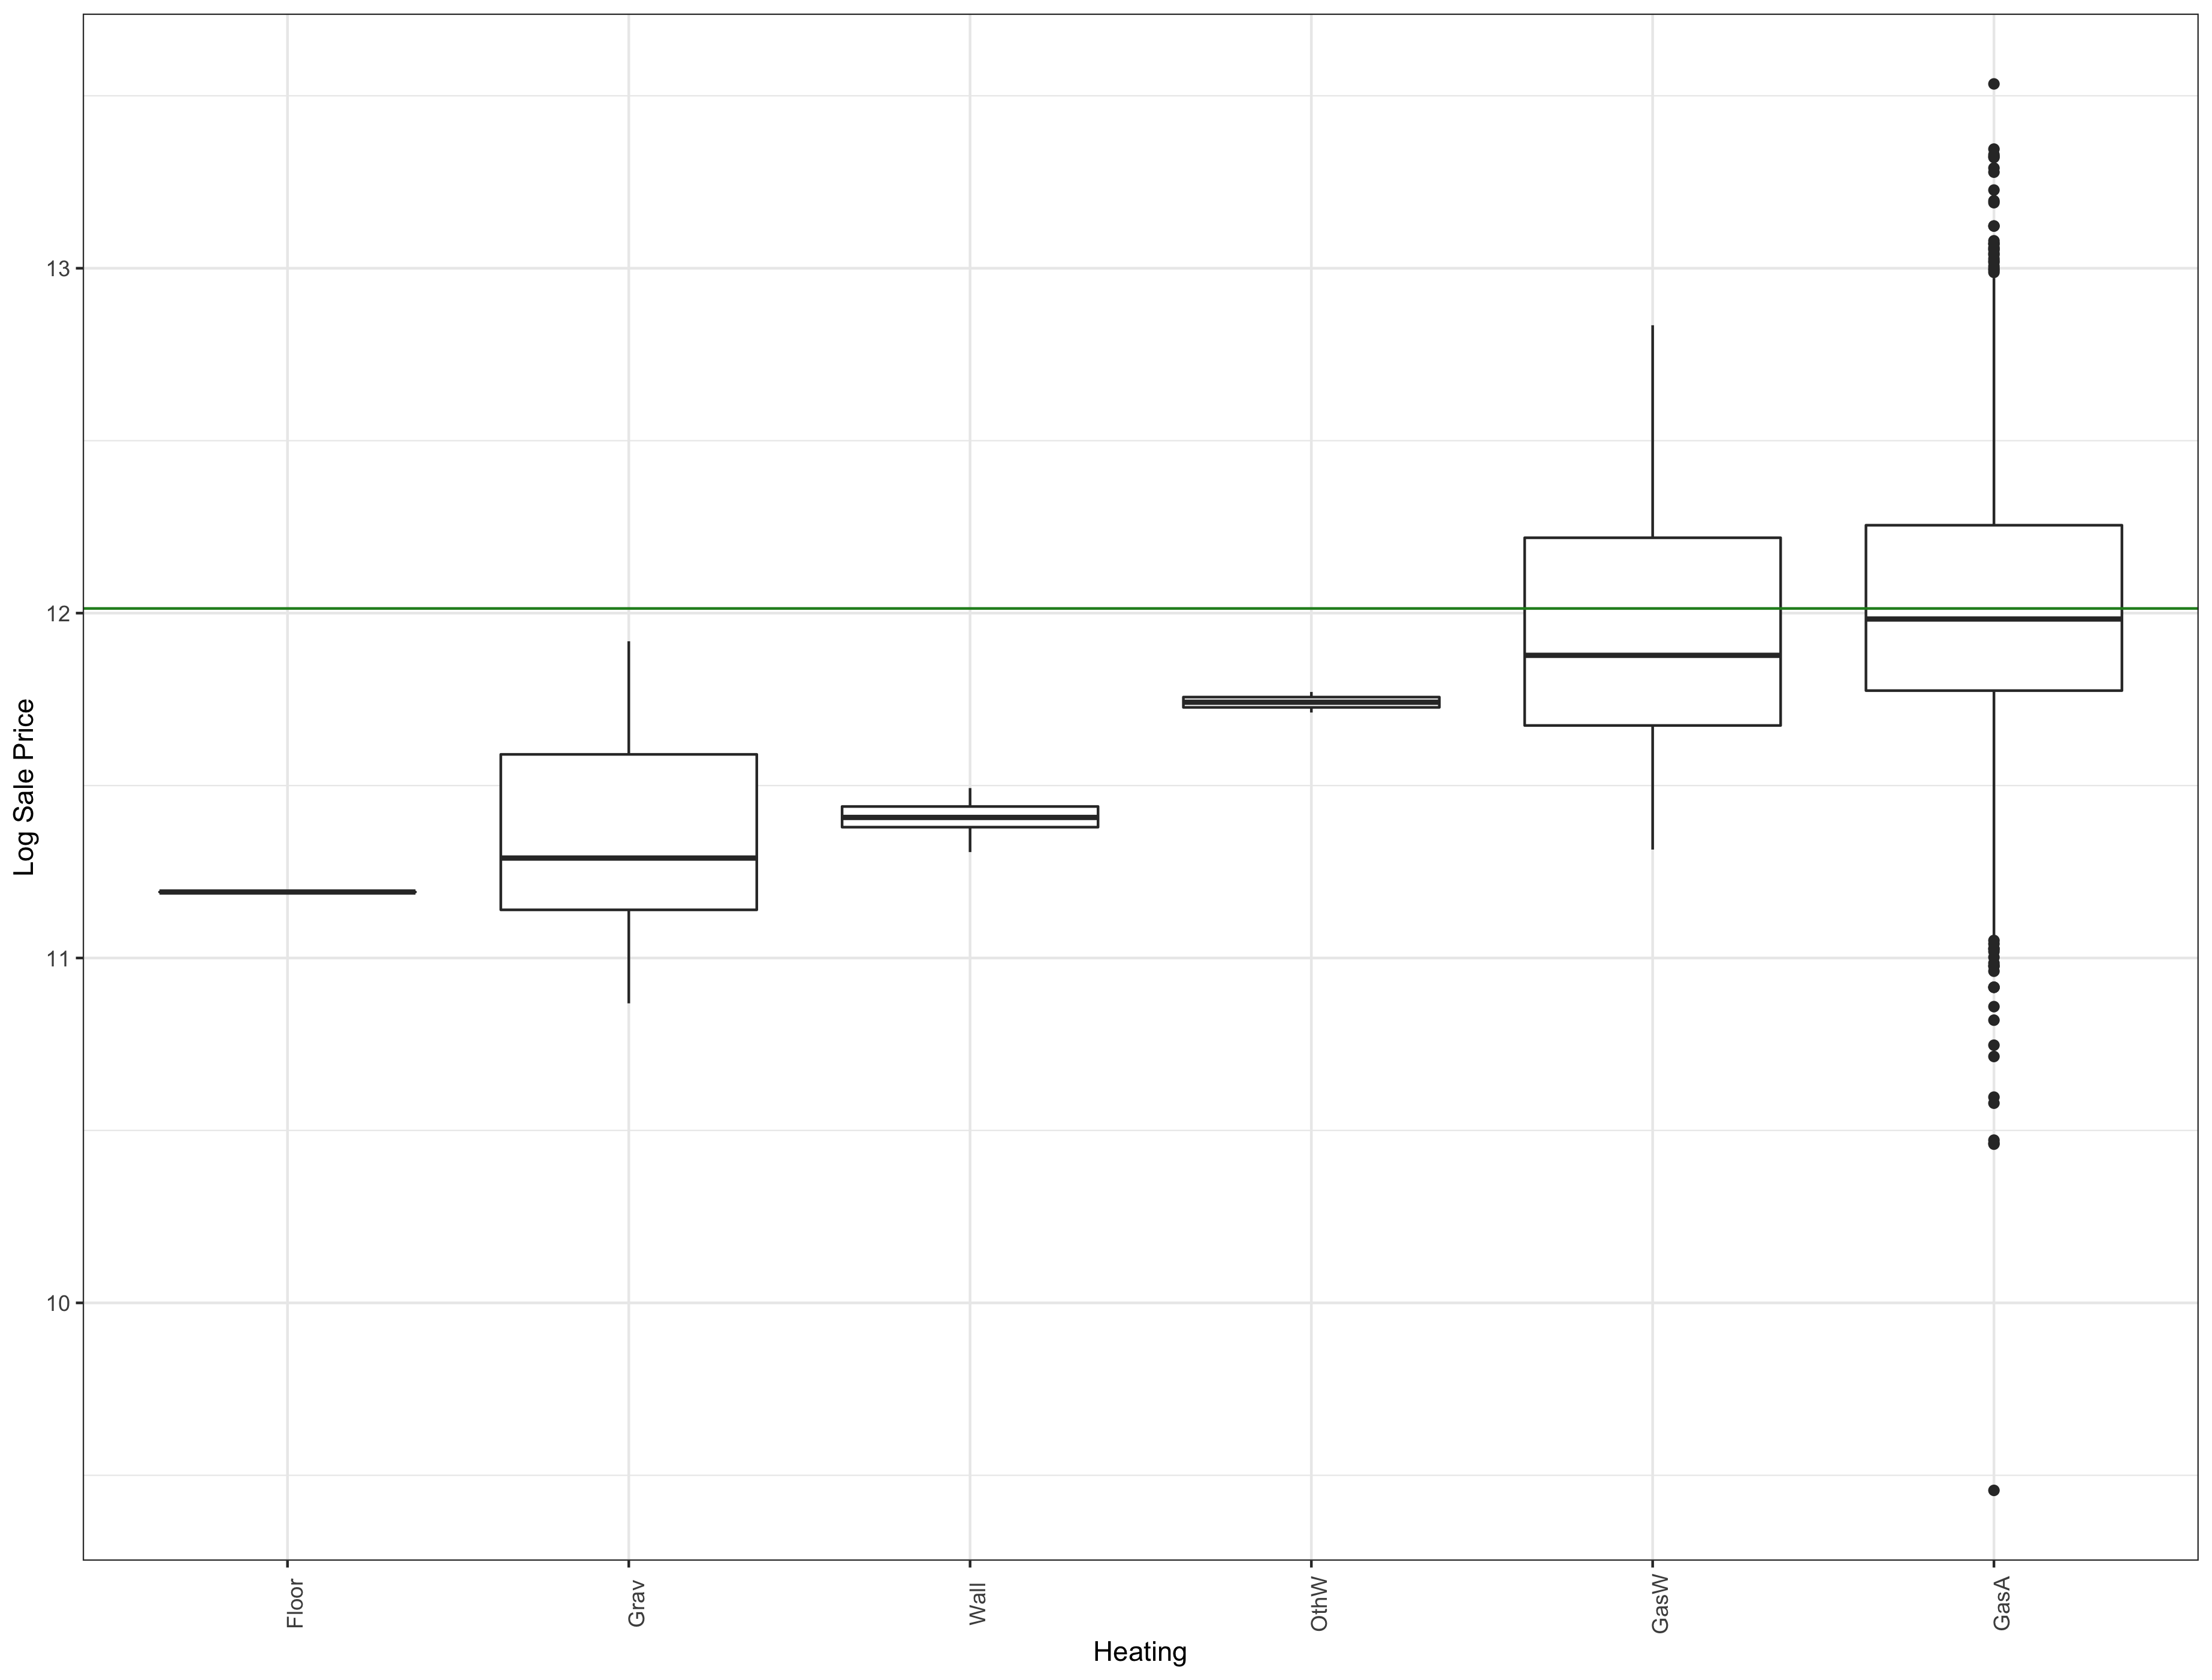 Log Sale Price
13
12
11
10
Floor
Grav
Wall
OthW
GasW
GasA
Heating